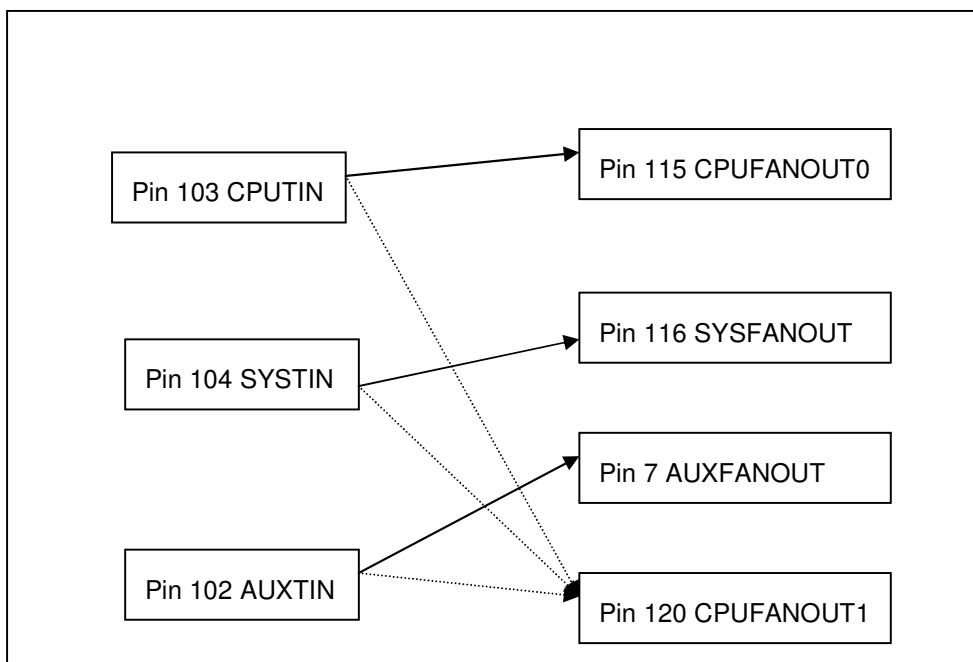 Pin 103 CPUTIN
Pin 104 SYSTIN
Pin 102 AUXTIN
Pin 115 CPUFANOUT0
Pin 116 SYSFANOUT
Pin 7 AUXFANOUT
Pin 120 CPUFANOUT1